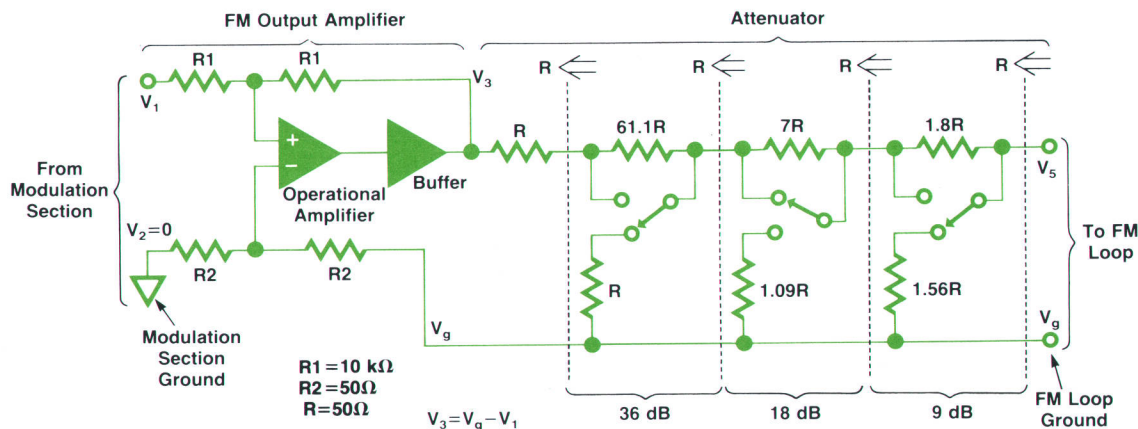 FM Output Amplifier
Attenuator
R1
R1
V₃
V₁
R
R
R
R
R
61.1R
7R
1.8R
V₅
+
−
Buffer
Operational
Amplifier
From
Modulation
Section
To FM
Loop
V₂=0
R2
R2
R
1.09R
1.56R
Vg
Vg
Modulation
Section
Ground
R1=10 kΩ
R2=50Ω
R=50Ω
V₃=Vg−V₁
36 dB
18 dB
9 dB
FM Loop
Ground